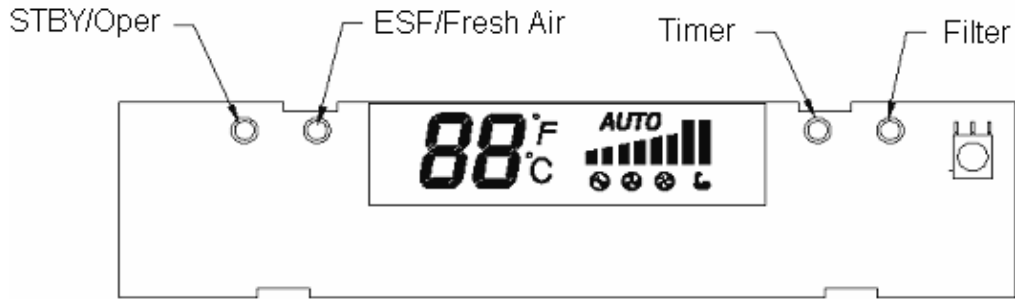 STBY/Oper
ESF/Fresh Air
Timer
Filter
88°F
°C
AUTO